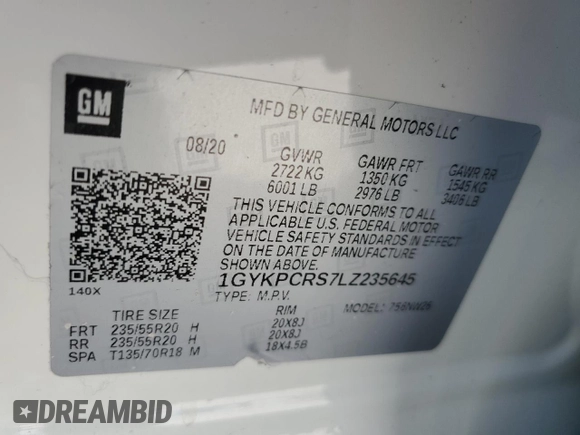 GM
MFD BY GENERAL MOTORS LLC
08/20
GVWR
2722 KG
6001 LB
GAWR FRT
1350 KG
2976 LB
GAWR RR
1545 KG
3406 LB
THIS VEHICLE CONFORMS TO ALL
APPLICABLE U.S. FEDERAL MOTOR
VEHICLE SAFETY STANDARDS IN EFFECT
ON THE DATE OF MANUFACTURE
SHOWN ABOVE.
1GYKPCRS7LZ235645
TYPE: M.P.V.
MODEL:
140X
TIRE SIZE
RIM
FRT 235/55R20 H 20X8J
RR 235/55R20 H 20X8J
SPA T135/70R18 M 18X4.5B
DREAMBID